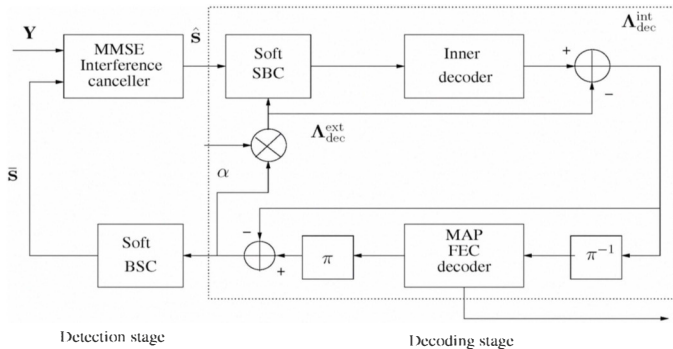 Λ_dec^int
Y
MMSE
Interference
canceller
ŝ
Soft
SBC
Inner
decoder
+
−
Λ_dec^ext
α
s̄
Soft
BSC
−
+
π
MAP
FEC
decoder
π⁻¹
Detection stage
Decoding stage